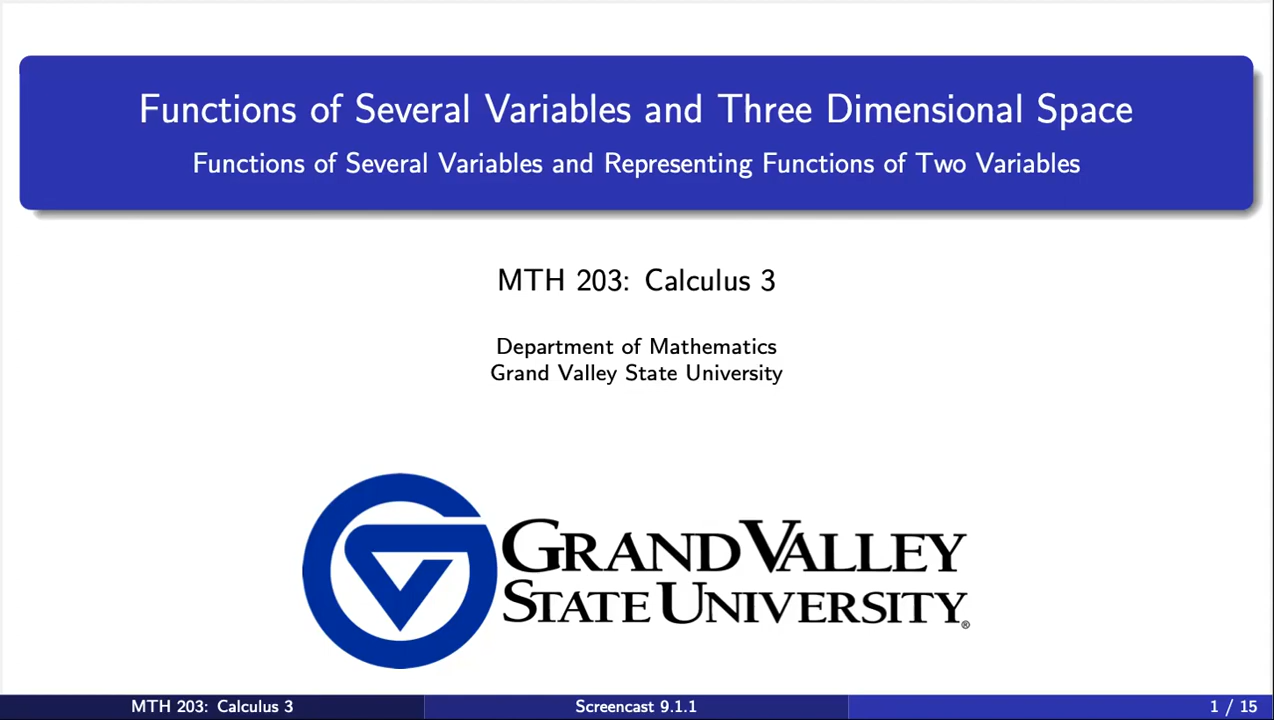 Functions of Several Variables and Three Dimensional Space
Functions of Several Variables and Representing Functions of Two Variables
MTH 203: Calculus 3
Department of Mathematics
Grand Valley State University
GRAND VALLEY
STATE UNIVERSITY®
MTH 203: Calculus 3
Screencast 9.1.1
1 / 15